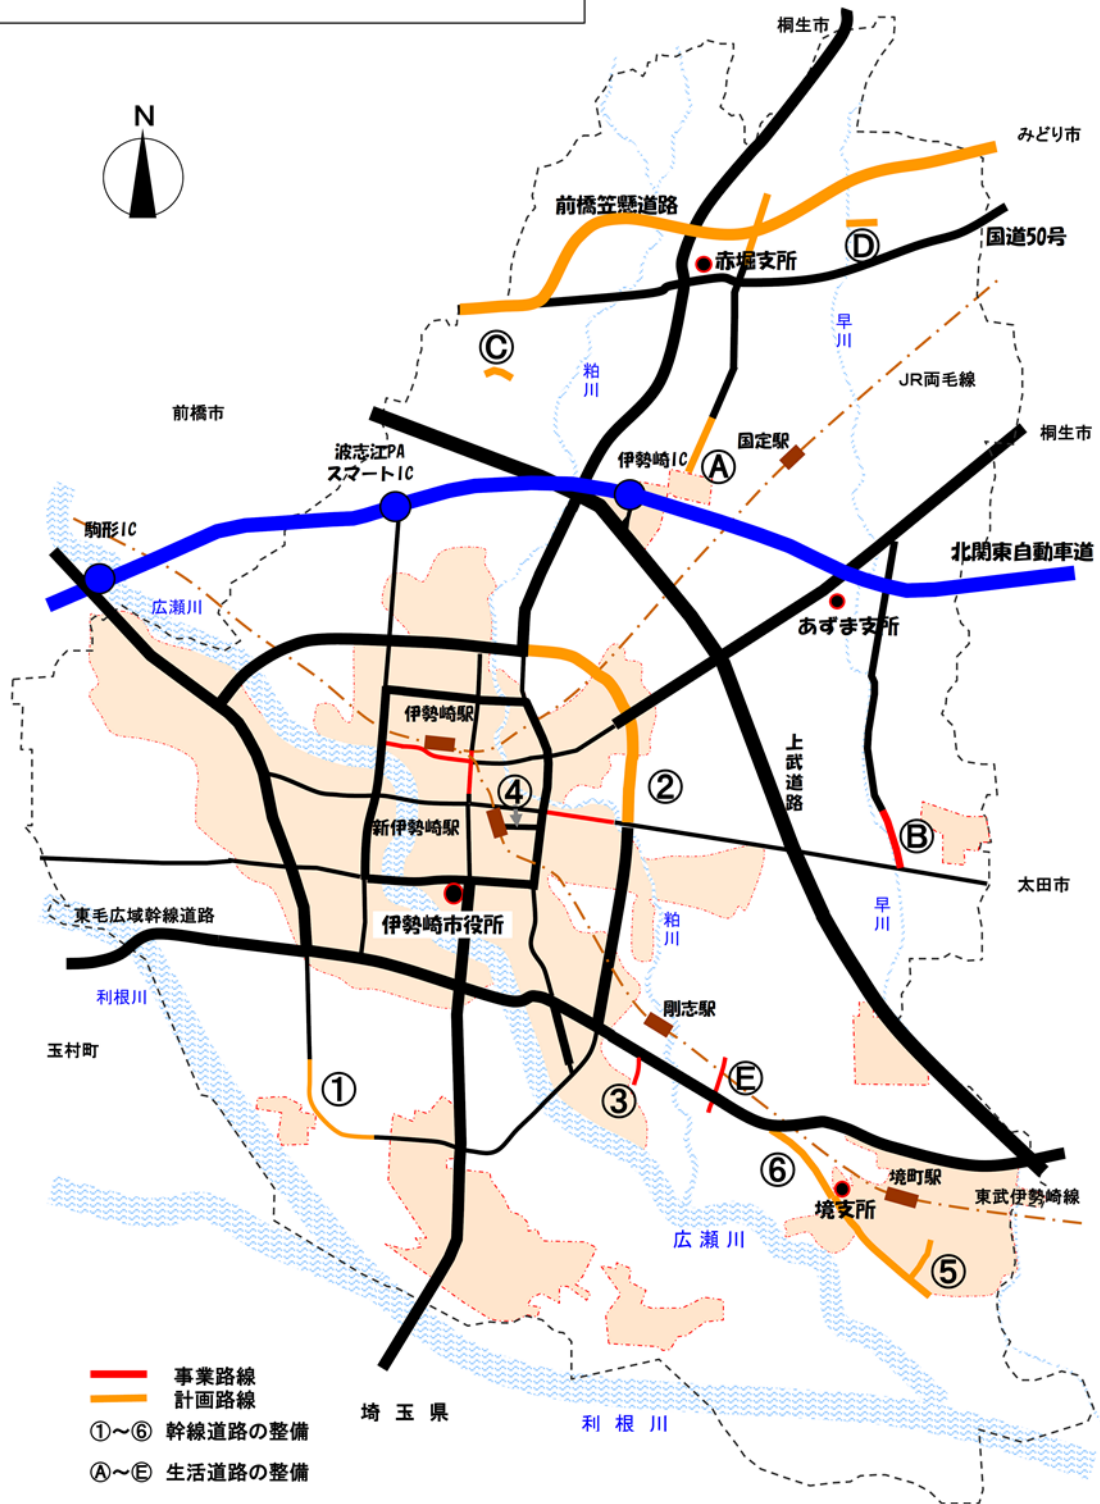 桐生市
N
みどり市
前橋笠懸道路
国道50号
D
赤堀支所
早川
C
粕川
JR両毛線
前橋市
桐生市
国定駅
波志江PA
スマートIC
伊勢崎IC
A
駒形IC
北関東自動車道
広瀬川
あずま支所
伊勢崎駅
上武道路
②
④
新伊勢崎駅
B
太田市
早川
粕川
東毛広域幹線道路
伊勢崎市役所
利根川
剛志駅
玉村町
①
③
E
⑥
境町駅
東武伊勢崎線
境支所
広瀬川
⑤
事業路線
計画路線
①～⑥ 幹線道路の整備
Ⓐ～Ⓔ 生活道路の整備
埼玉県
利根川